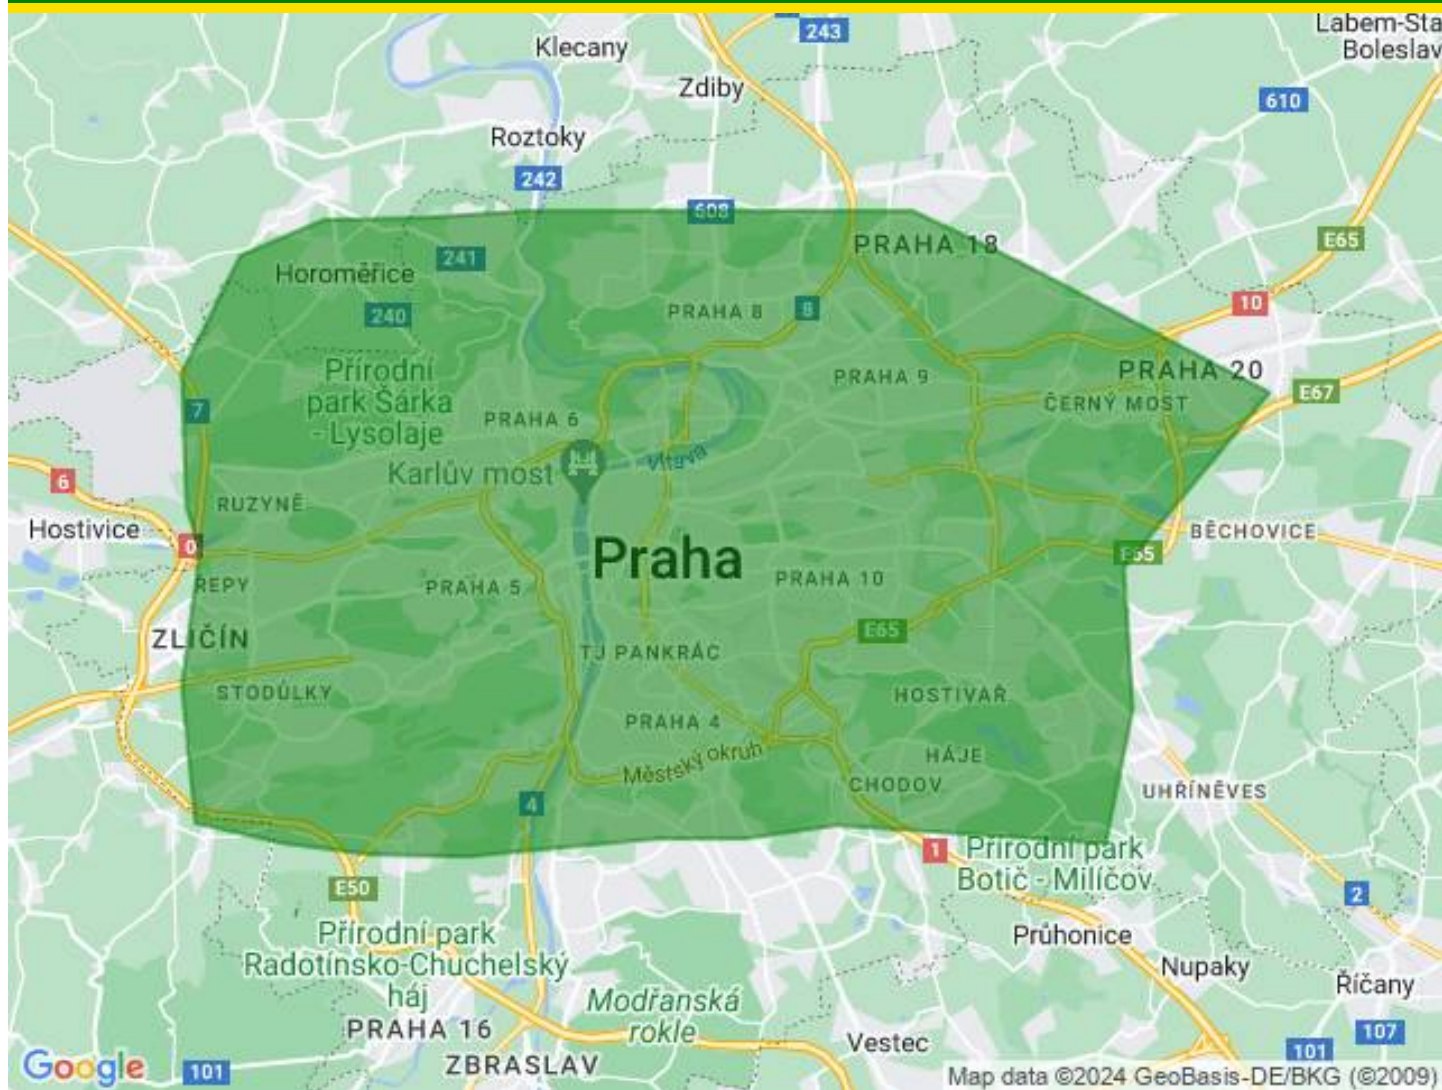 243
Labem-Sta
Boleslav
Klecany
Zdiby
610
Roztoky
242
608
PRAHA 18
E65
241
Horoměřice
10
240
PRAHA 8
8
Přírodní
park Šárka
- Lysolaje
PRAHA 9
PRAHA 20
E67
7
PRAHA 6
ČERNÝ MOST
Karlův most
Vltava
6
RUZYNĚ
Hostivice
0
BĚCHOVICE
E65
Praha
ŘEPY
PRAHA 5
PRAHA 10
ZLIČÍN
E65
TJ PANKRÁC
STODŮLKY
HOSTIVAŘ
PRAHA 4
Městský okruh
HÁJE
CHODOV
UHŘÍNĚVES
4
1
Přírodní park
Botič - Milíčov
E50
2
Přírodní park
Radotínsko-Chuchelský
háj
Průhonice
Nupaky
Říčany
Modřanská
rokle
PRAHA 16
Vestec
107
ZBRASLAV
101
Google
101
Map data ©2024 GeoBasis-DE/BKG (©2009)